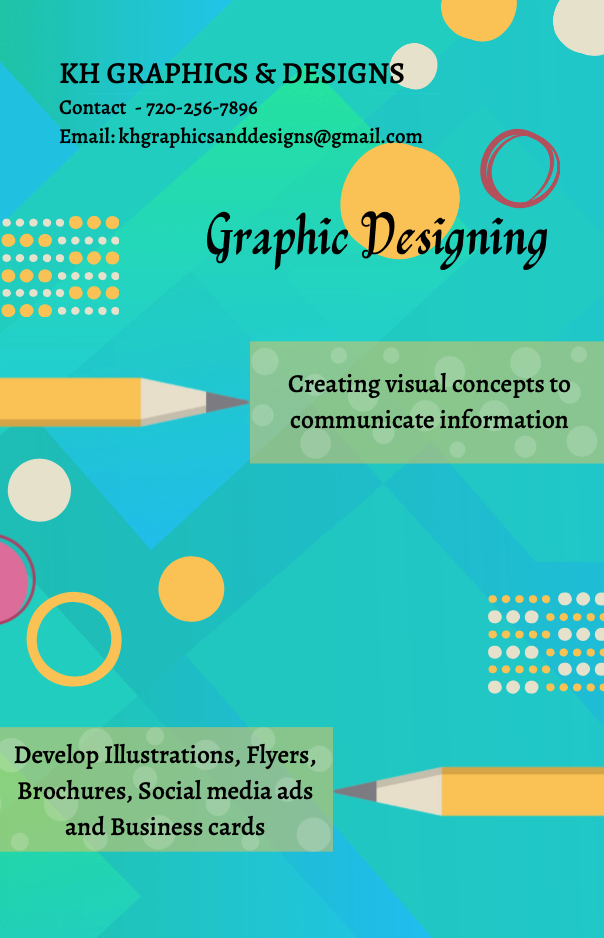 KH GRAPHICS & DESIGNS
Contact - 720-256-7896
Email: khgraphicsanddesigns@gmail.com
Graphic Designing
Creating visual concepts to
communicate information
Develop Illustrations, Flyers,
Brochures, Social media ads
and Business cards